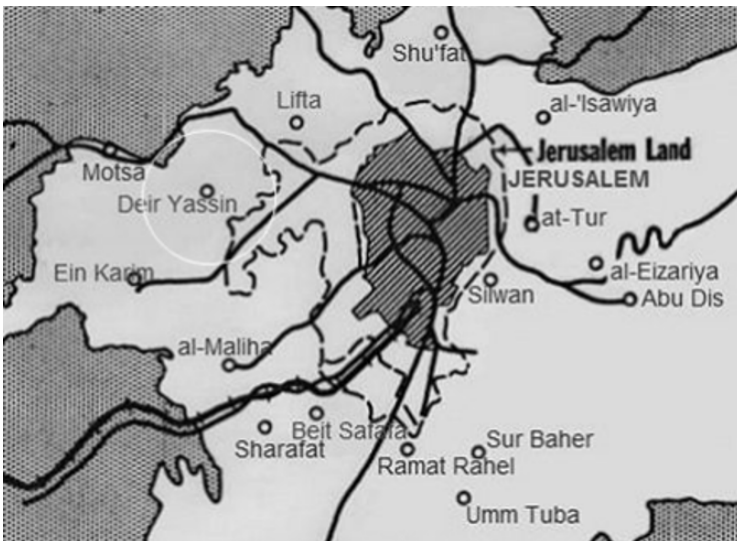 Shu'fat
Lifta
al-'Isawiya
Jerusalem Land
JERUSALEM
Motsa
Deir Yassin
at-Tur
Ein Karim
al-Eizariya
Silwan
Abu Dis
al-Maliha
Beit Safafa
Sharafat
Sur Baher
Ramat Rahel
Umm Tuba